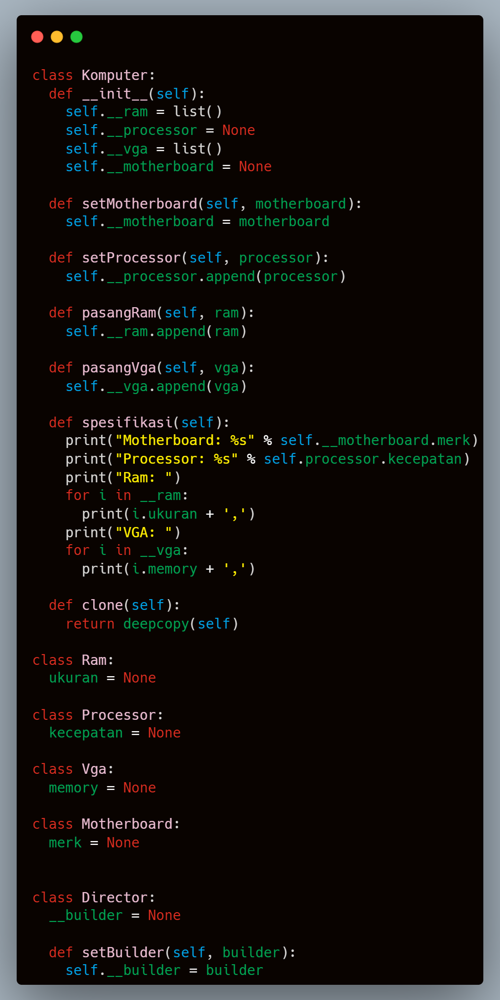 class Komputer:
  def __init__(self):
    self.__ram = list()
    self.__processor = None
    self.__vga = list()
    self.__motherboard = None

  def setMotherboard(self, motherboard):
    self.__motherboard = motherboard

  def setProcessor(self, processor):
    self.__processor.append(processor)

  def pasangRam(self, ram):
    self.__ram.append(ram)

  def pasangVga(self, vga):
    self.__vga.append(vga)

  def spesifikasi(self):
    print("Motherboard: %s" % self.__motherboard.merk)
    print("Processor: %s" % self.processor.kecepatan)
    print("Ram: ")
    for i in __ram:
      print(i.ukuran + ',')
    print("VGA: ")
    for i in __vga:
      print(i.memory + ',')

  def clone(self):
    return deepcopy(self)

class Ram:
  ukuran = None

class Processor:
  kecepatan = None

class Vga:
  memory = None

class Motherboard:
  merk = None


class Director:
  __builder = None

  def setBuilder(self, builder):
    self.__builder = builder